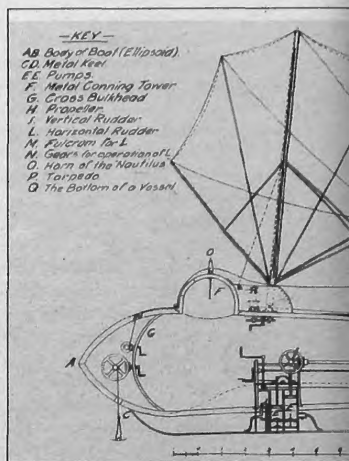 —KEY—
AB. Body of Boat (Ellipsoid).
CD. Metal Keel.
EE. Pumps.
F. Metal Conning Tower
G. Cross Bulkhead
H. Propeller
I. Vertical Rudder
L. Horizontal Rudder
M. Fulcrum for L
N. Gears for operation of L
O. Horn of the Nautilus
P. Torpedo
Q The Bottom of a Vessel.
O
F
R
G
L
A
L
L
C